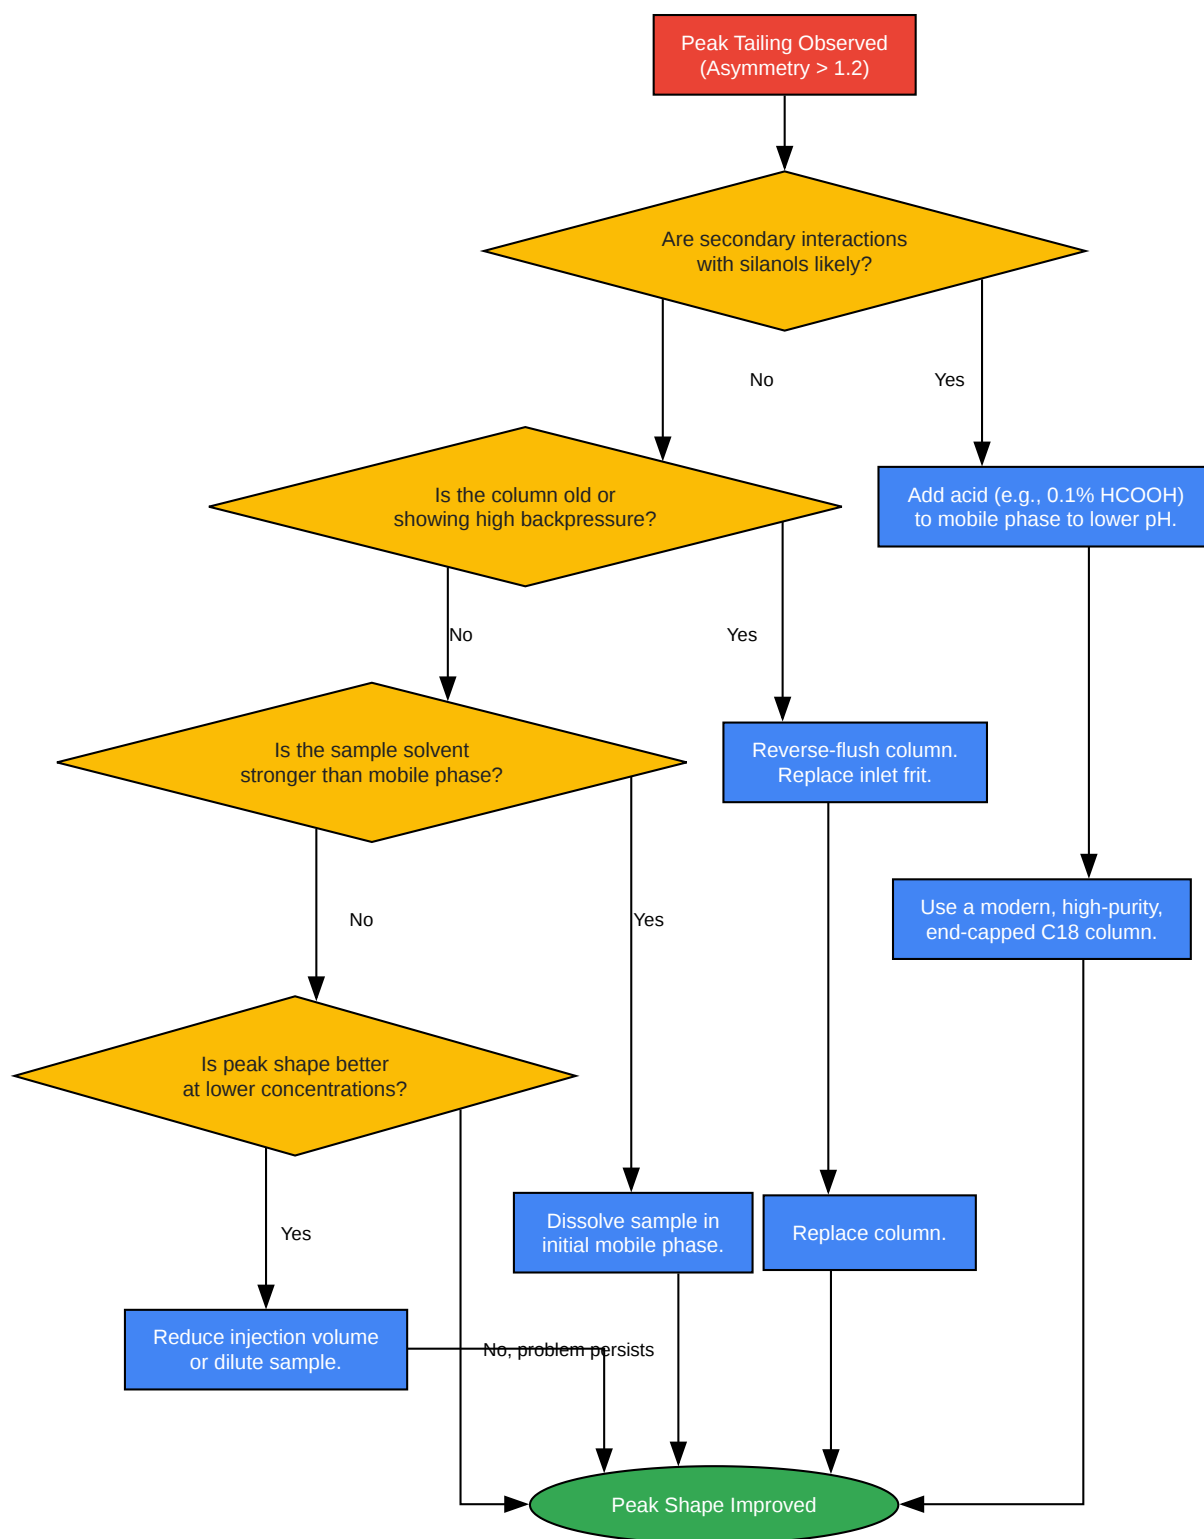 Peak Tailing Observed
(Asymmetry > 1.2)
Are secondary interactions
with silanols likely?
No
Yes
Is the column old or
showing high backpressure?
Add acid (e.g., 0.1% HCOOH)
to mobile phase to lower pH.
No
Yes
Is the sample solvent
stronger than mobile phase?
Reverse-flush column.
Replace inlet frit.
No
Yes
Use a modern, high-purity,
end-capped C18 column.
Is peak shape better
at lower concentrations?
Yes
Dissolve sample in
initial mobile phase.
Replace column.
Reduce injection volume
or dilute sample.
No, problem persists
Peak Shape Improved